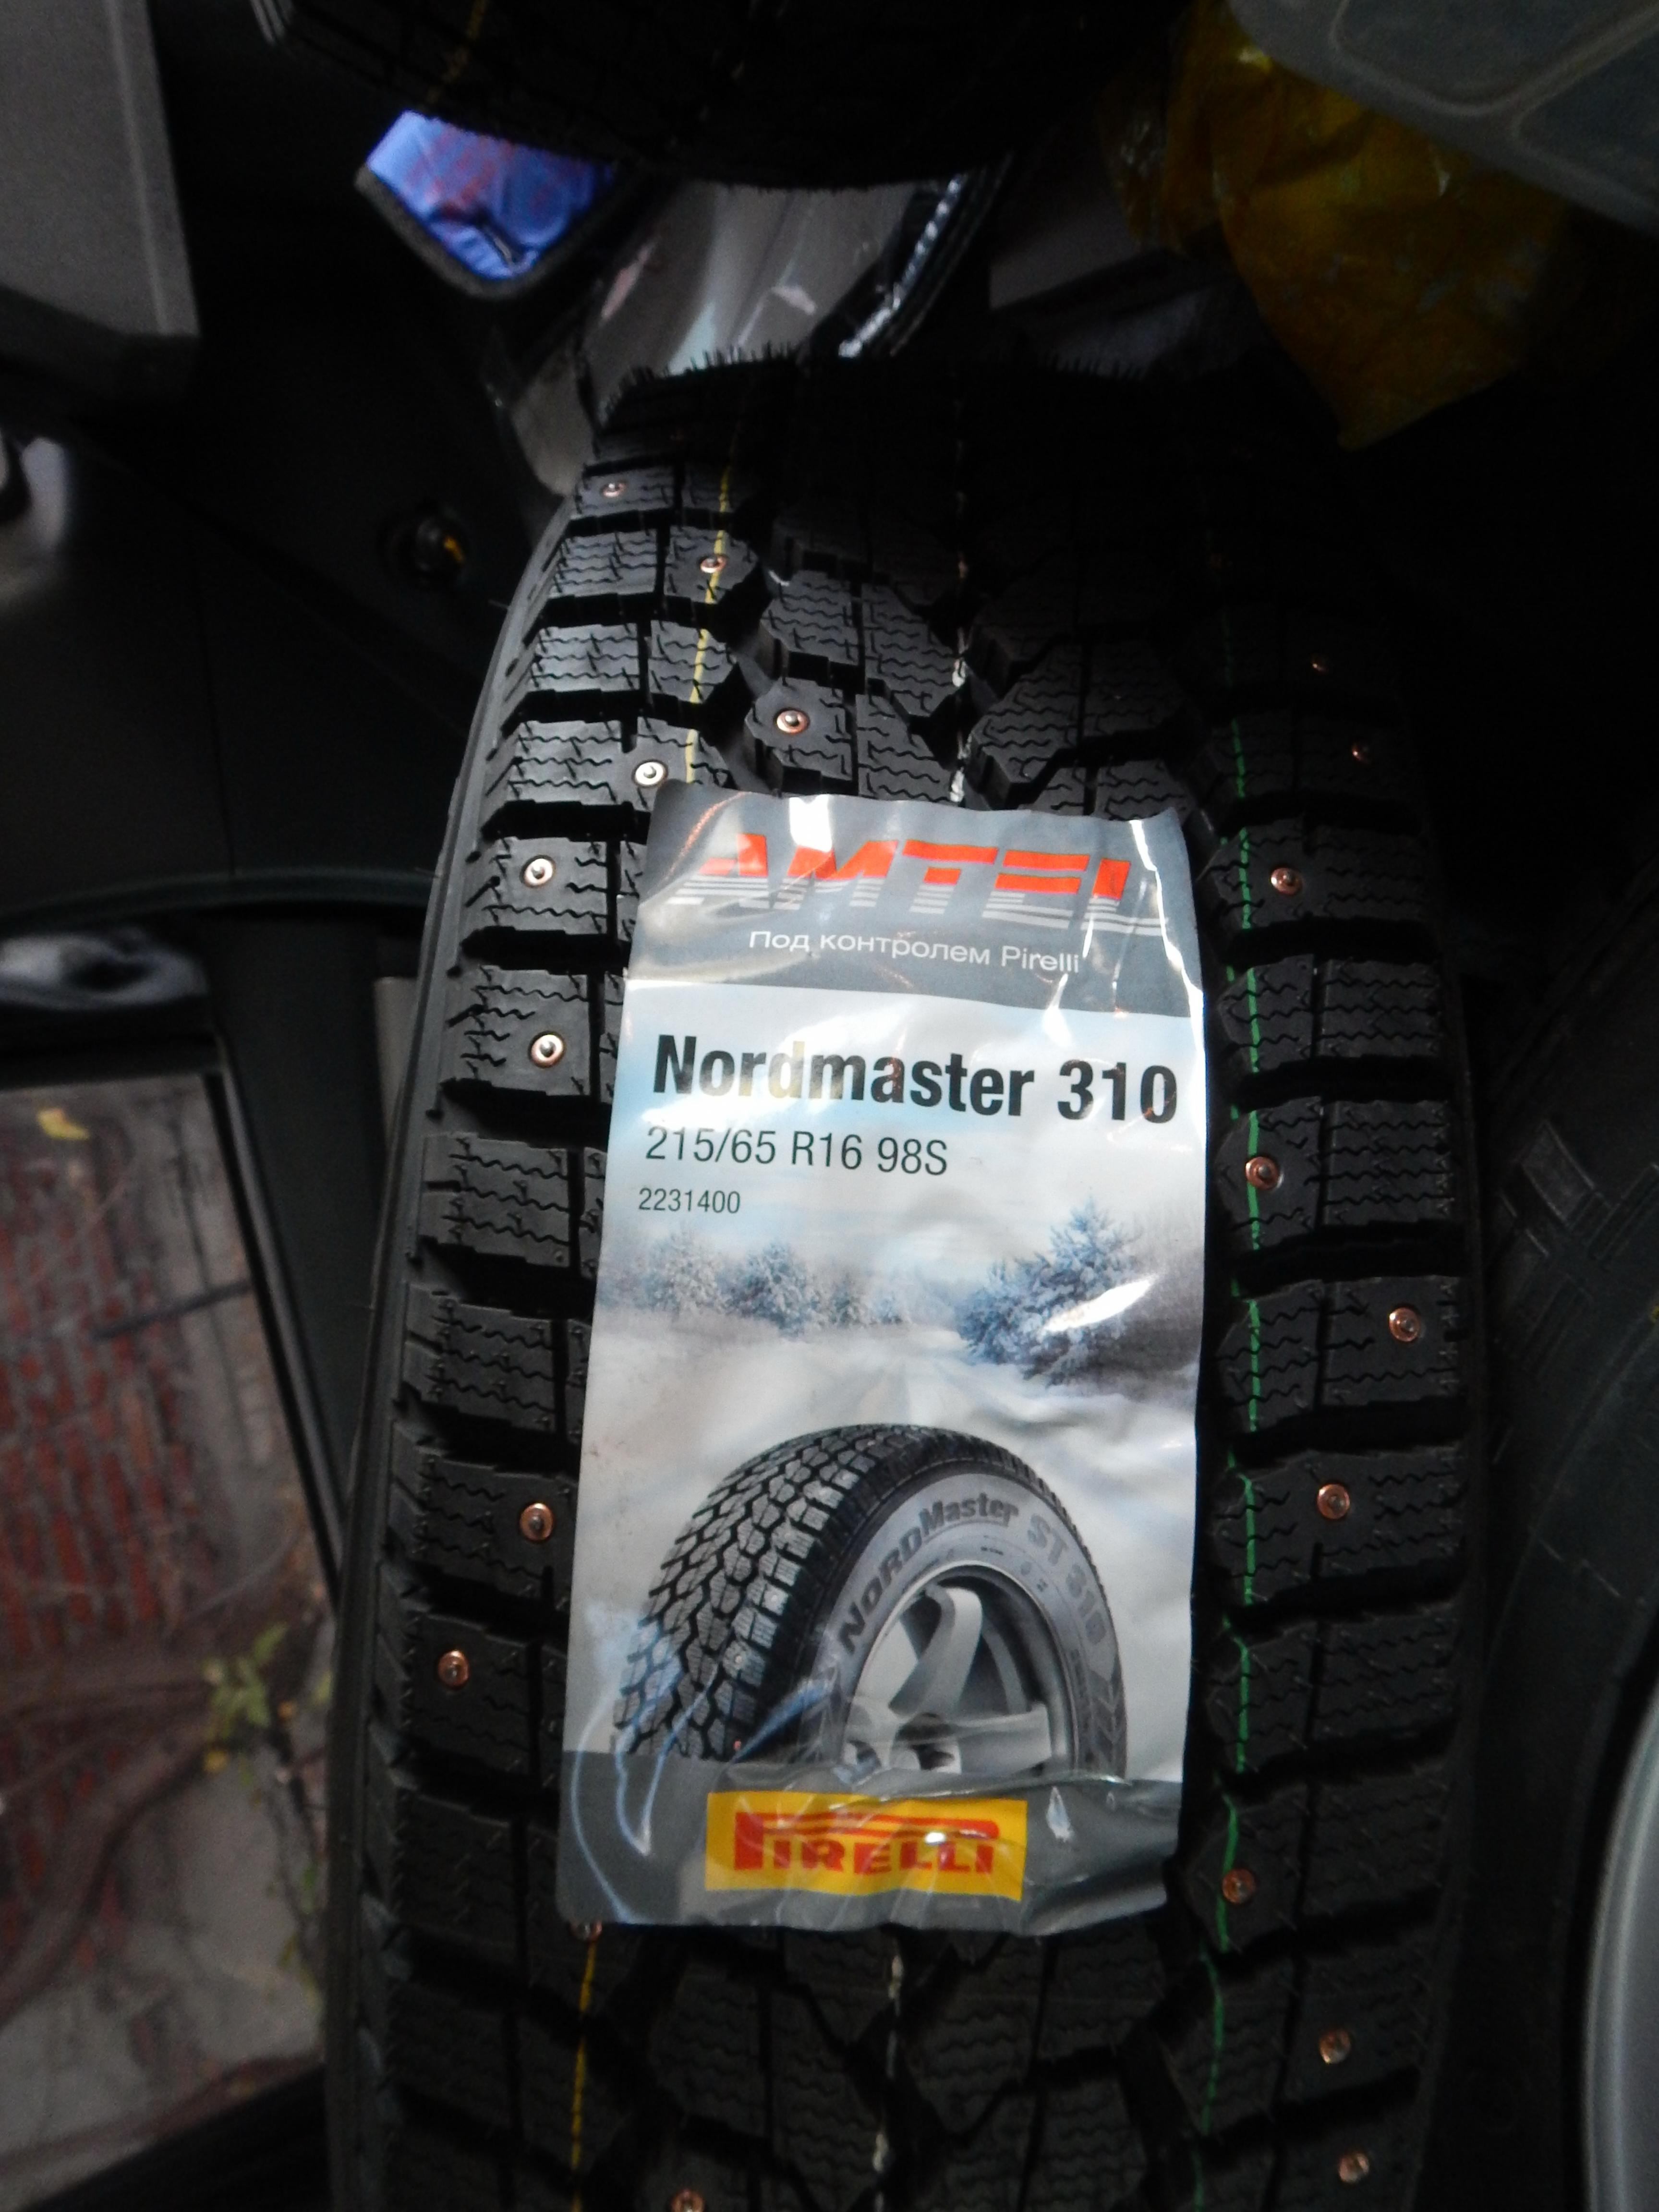 AMTEL
Под контролем Pirelli
Nordmaster 310
215/65 R16 98S
2231400
NORDMaster ST 310
PIRELLI